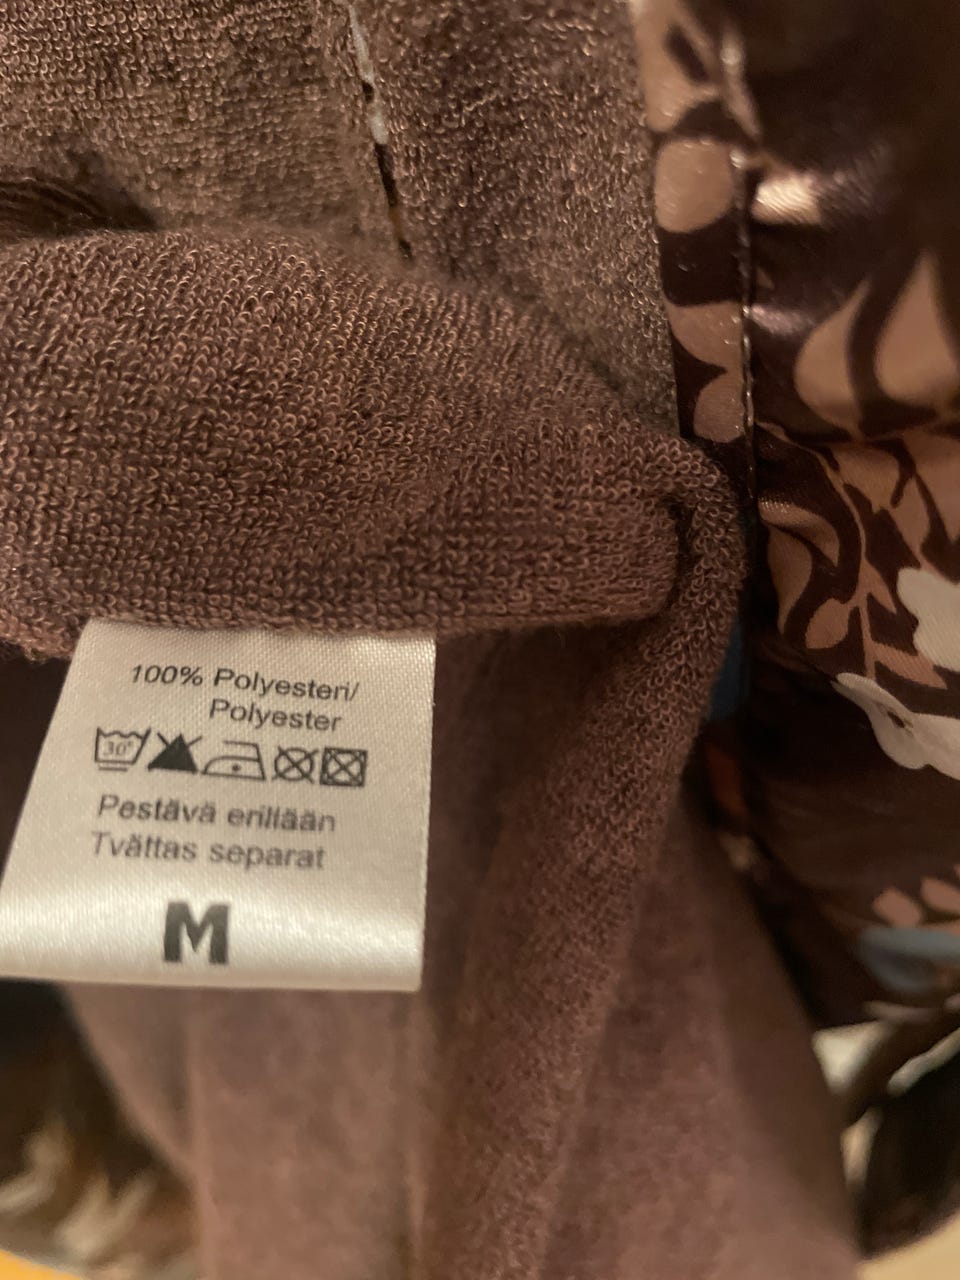 100% Polyesteri/
Polyester
30°
Pestävä erillään
Tvättas separat
M